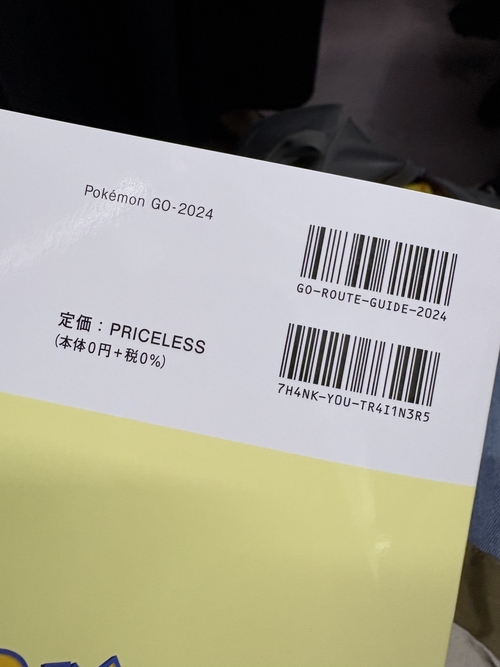 Pokémon GO-2024
GO-ROUTE-GUIDE-2024
定価：PRICELESS
(本体0円+税0%)
7H4NK-YOU-TR4I1N3R5